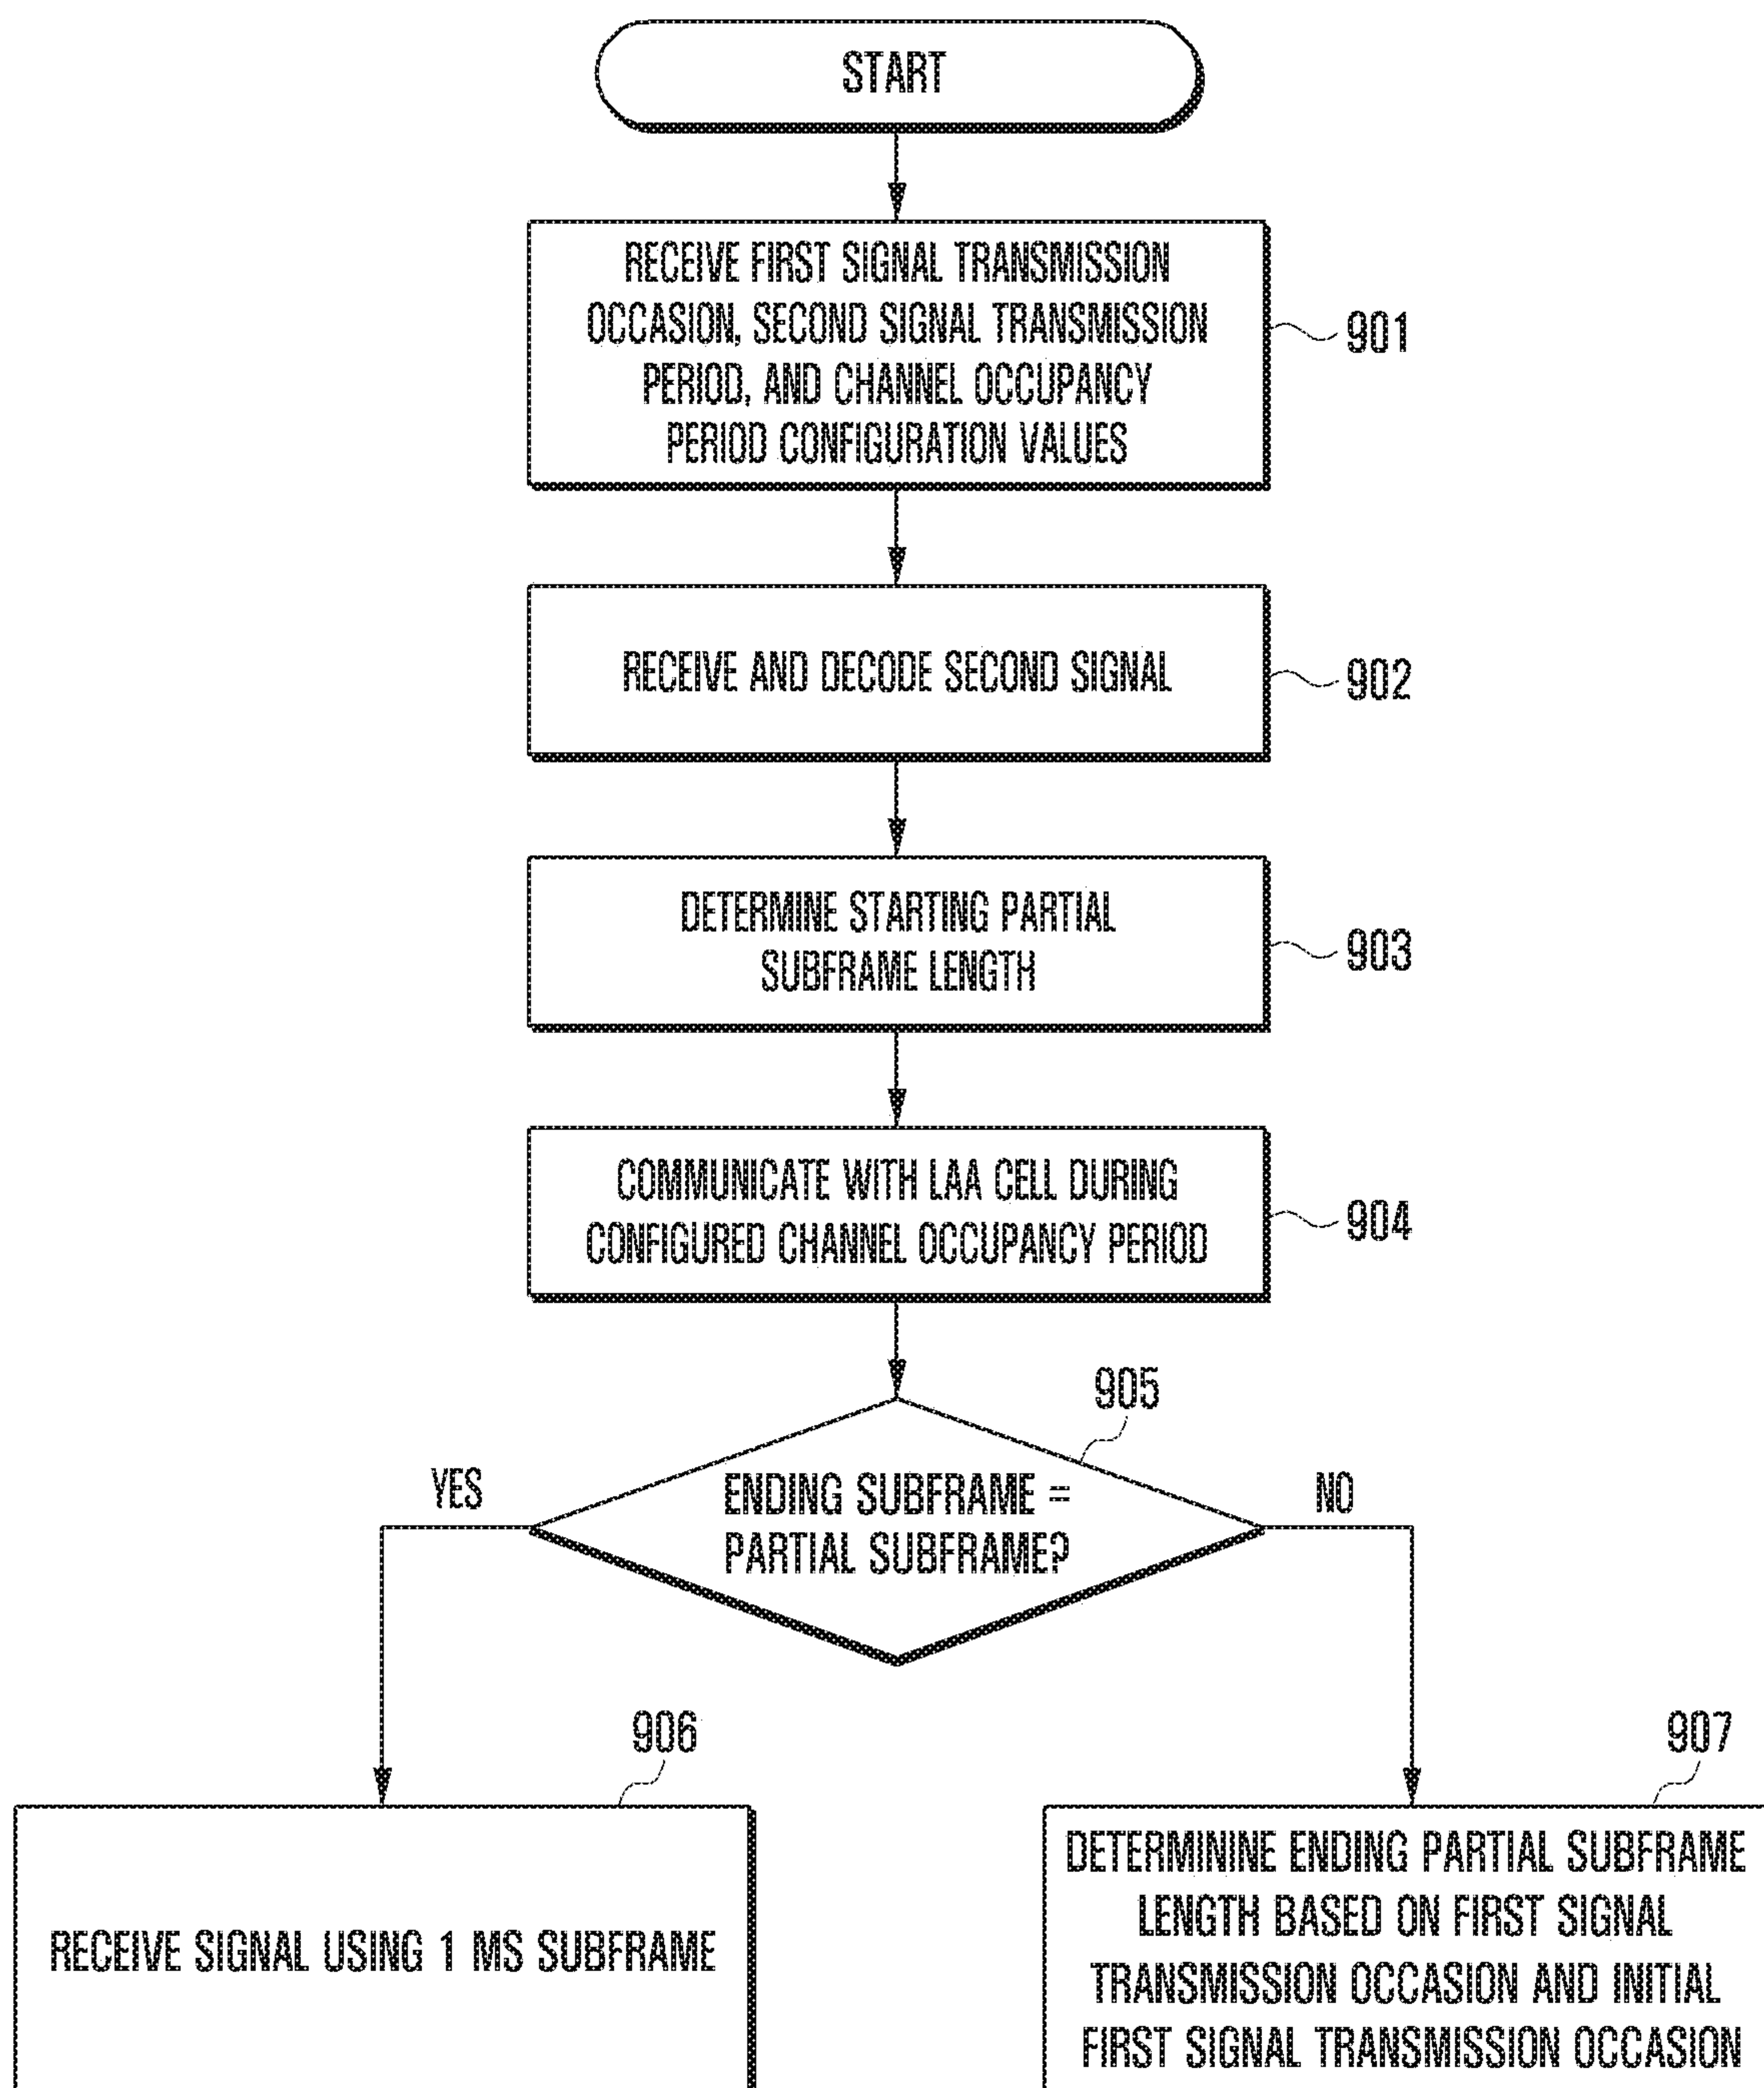 START
RECEIVE FIRST SIGNAL TRANSMISSION
OCCASION, SECOND SIGNAL TRANSMISSION
PERIOD, AND CHANNEL OCCUPANCY
PERIOD CONFIGURATION VALUES
901
RECEIVE AND DECODE SECOND SIGNAL
902
DETERMINE STARTING PARTIAL
SUBFRAME LENGTH
903
COMMUNICATE WITH LAA CELL DURING
CONFIGURED CHANNEL OCCUPANCY PERIOD
904
905
ENDING SUBFRAME =
PARTIAL SUBFRAME?
YES
NO
906
RECEIVE SIGNAL USING 1 MS SUBFRAME
907
DETERMININE ENDING PARTIAL SUBFRAME
LENGTH BASED ON FIRST SIGNAL
TRANSMISSION OCCASION AND INITIAL
FIRST SIGNAL TRANSMISSION OCCASION